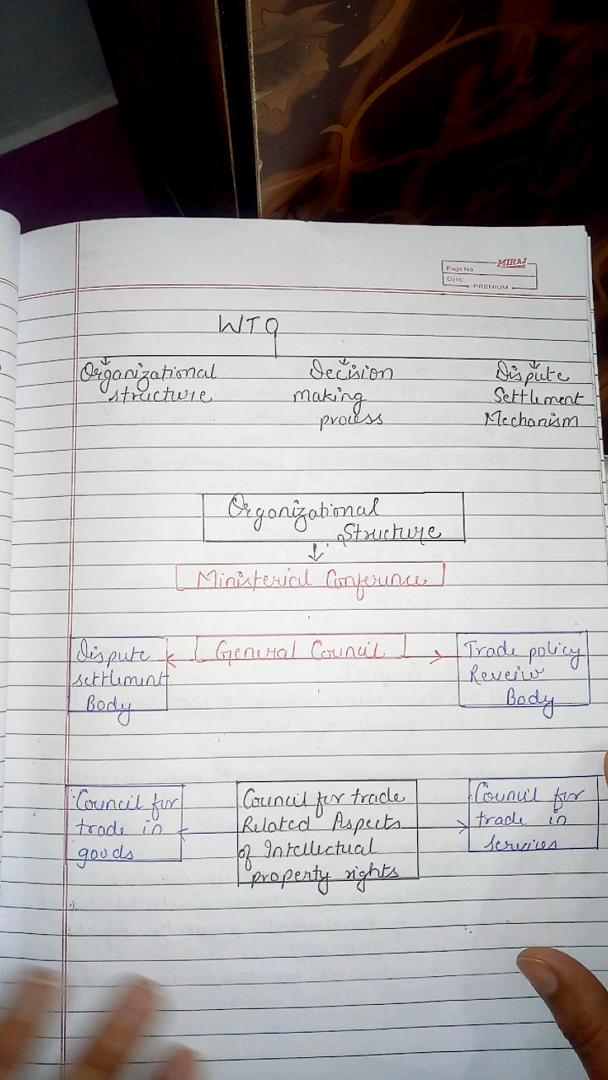 MIRAJ
Page No.
Date:
PREMIUM
WTO
Organizational
structure
Decision
making
process
Dispute
Settlement
Mechanism
Organizational
Structure
Ministerial Conference
General Council
Dispute
settlement
Body
Trade policy
Reveiw
Body
Council for
trade in
goods
Council for trade
Related Aspects
of Intellectual
property rights
Council for
trade in
services